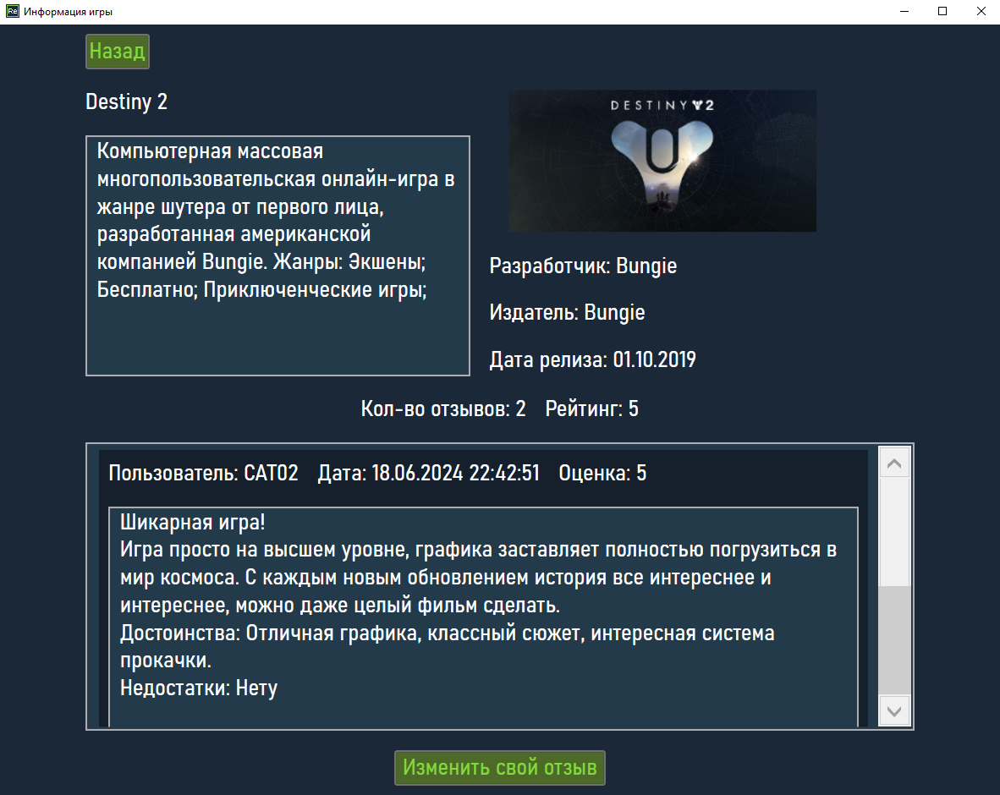 Re Информация игры
Назад
Destiny 2
DESTINY 2
Компьютерная массовая
многопользовательская онлайн-игра в
жанре шутера от первого лица,
разработанная американской
компанией Bungie. Жанры: Экшены;
Бесплатно; Приключенческие игры;
Разработчик: Bungie
Издатель: Bungie
Дата релиза: 01.10.2019
Кол-во отзывов: 2 Рейтинг: 5
Пользователь: CAT02 Дата: 18.06.2024 22:42:51 Оценка: 5
Шикарная игра!
Игра просто на высшем уровне, графика заставляет полностью погрузиться в
мир космоса. С каждым новым обновлением история все интереснее и
интереснее, можно даже целый фильм сделать.
Достоинства: Отличная графика, классный сюжет, интересная система
прокачки.
Недостатки: Нету
Изменить свой отзыв